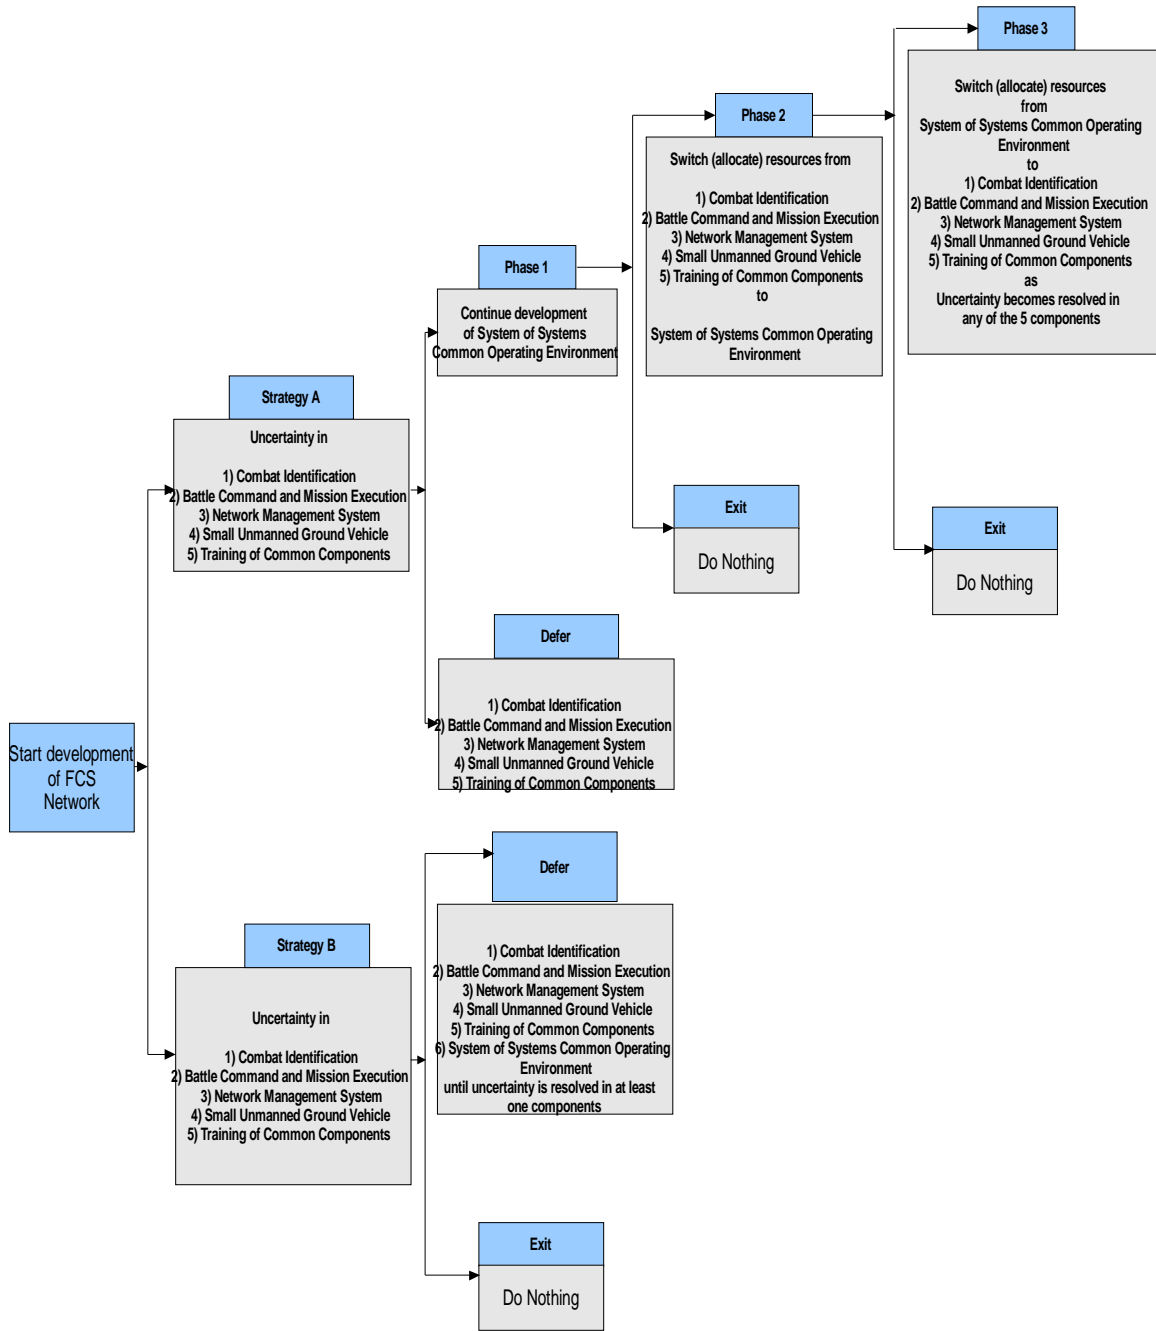 Start development
of FCS
Network
Strategy A
Uncertainty in
1) Combat Identification
2) Battle Command and Mission Execution
3) Network Management System
4) Small Unmanned Ground Vehicle
5) Training of Common Components
Phase 1
Continue development
of System of Systems
Common Operating Environment
Phase 2
Switch (allocate) resources from
1) Combat Identification
2) Battle Command and Mission Execution
3) Network Management System
4) Small Unmanned Ground Vehicle
5) Training of Common Components
to
System of Systems Common Operating
Environment
Phase 3
Switch (allocate) resources
from
System of Systems Common Operating
Environment
to
1) Combat Identification
2) Battle Command and Mission Execution
3) Network Management System
4) Small Unmanned Ground Vehicle
5) Training of Common Components
as
Uncertainty becomes resolved in
any of the 5 components
Exit
Do Nothing
Exit
Do Nothing
Defer
1) Combat Identification
2) Battle Command and Mission Execution
3) Network Management System
4) Small Unmanned Ground Vehicle
5) Training of Common Components
Strategy B
Uncertainty in
1) Combat Identification
2) Battle Command and Mission Execution
3) Network Management System
4) Small Unmanned Ground Vehicle
5) Training of Common Components
Defer
1) Combat Identification
2) Battle Command and Mission Execution
3) Network Management System
4) Small Unmanned Ground Vehicle
5) Training of Common Components
6) System of Systems Common Operating
Environment
until uncertainty is resolved in at least
one components
Exit
Do Nothing